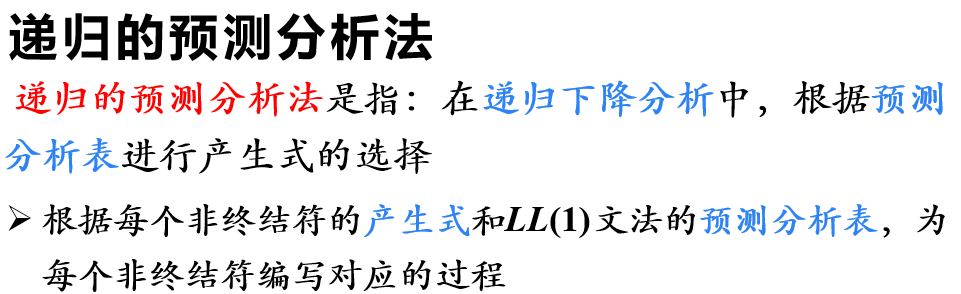 递归的预测分析法
递归的预测分析法是指：在递归下降分析中，根据预测
分析表进行产生式的选择
➢ 根据每个非终结符的产生式和LL(1)文法的预测分析表，为
每个非终结符编写对应的过程